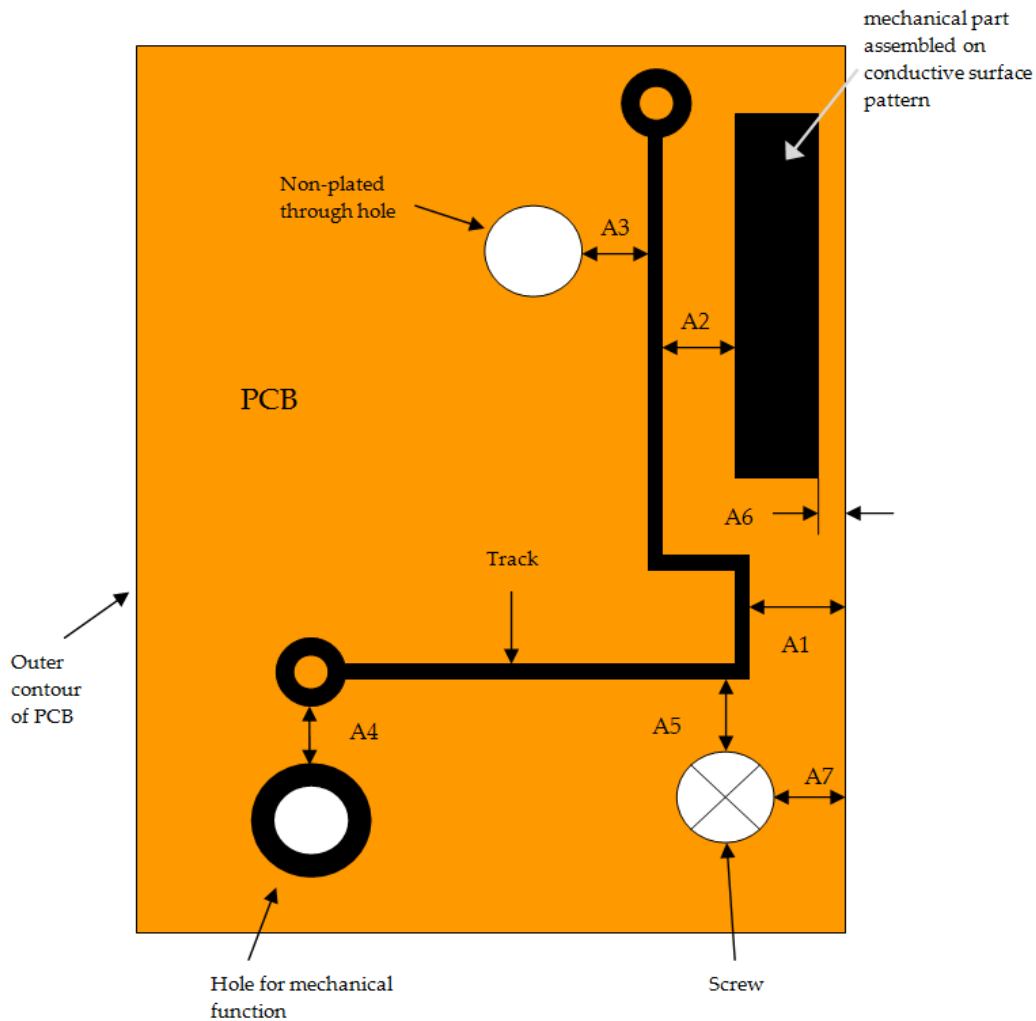 mechanical part
assembled on
conductive surface
pattern
Non-plated
through hole
A3
A2
PCB
A6
Track
A1
Outer
contour
of PCB
A4
A5
A7
Hole for mechanical
function
Screw